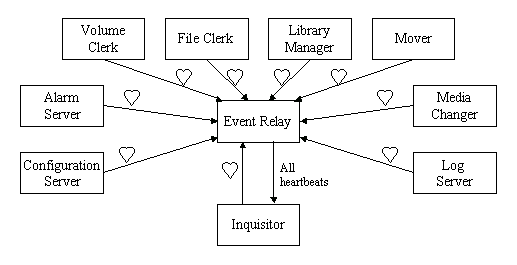 Volume
Clerk
File Clerk
Library
Manager
Mover
Alarm
Server
Event Relay
Media
Changer
Configuration
Server
All
heartbeats
Log
Server
Inquisitor